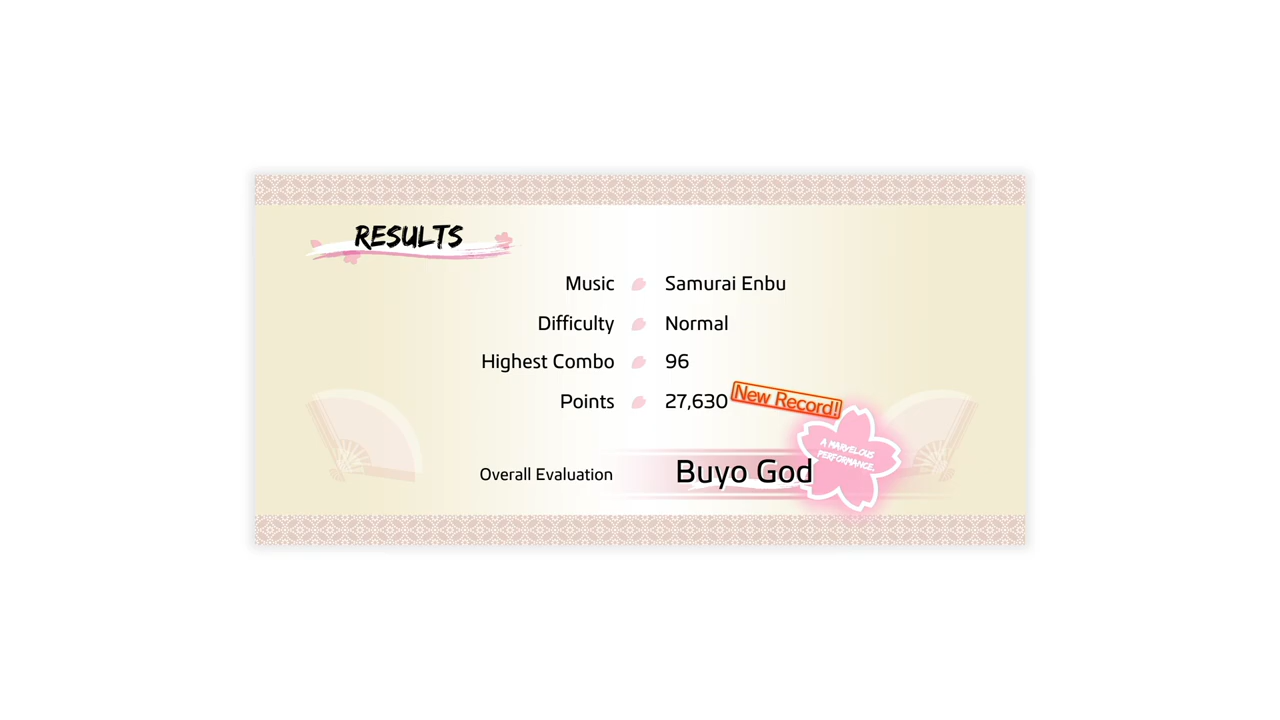 RESULTS
Music Samurai Enbu
Difficulty Normal
Highest Combo 96
Points 27,630 New Record!
Overall Evaluation Buyo God
A MARVELOUS
PERFORMANCE.